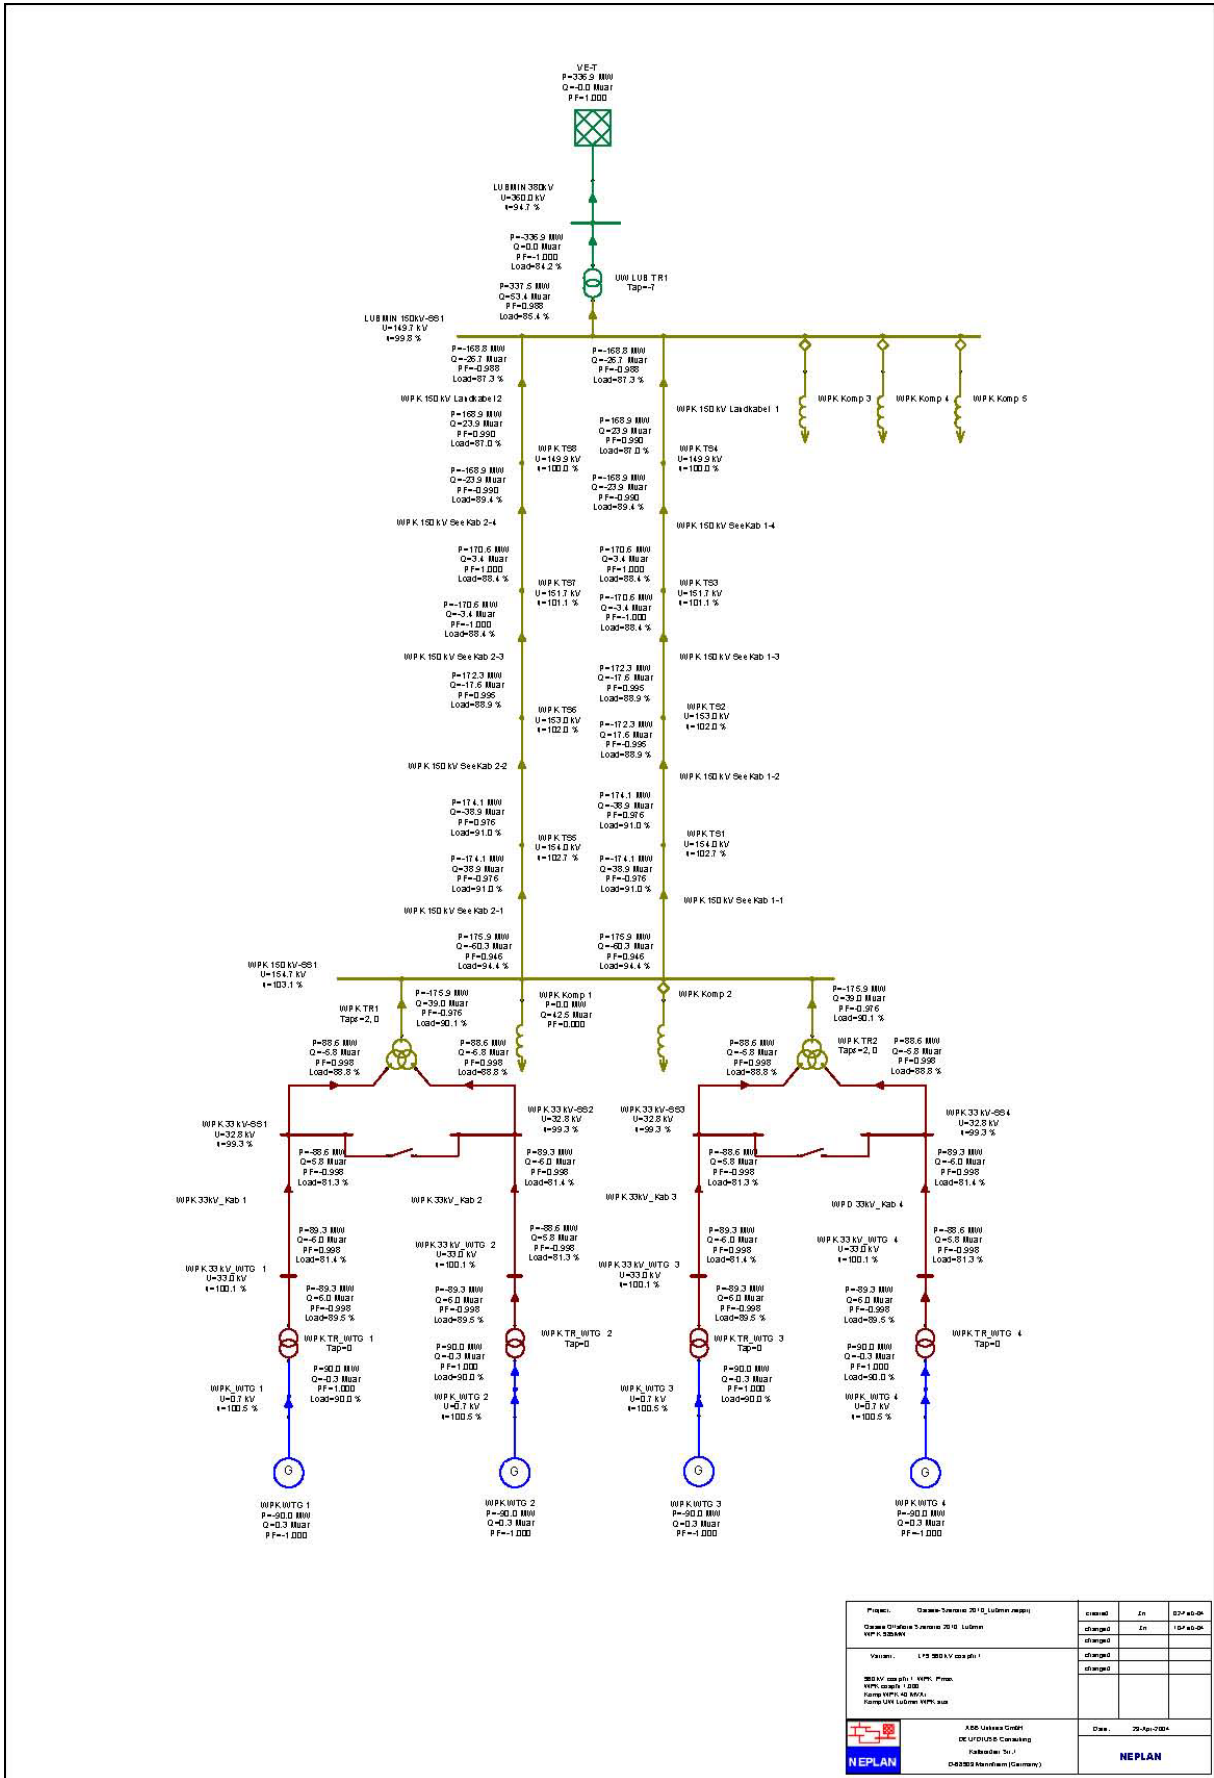 VE-T
P=336.9 MW
Q=-0.0 Mvar
PF=1.000
LUBMIN 380kV
U=360.0 kV
u=94.7 %
P=-336.9 MW
Q=0.0 Mvar
PF=-1.000
Load=84.2 %
UW LUB TR1
Tap=-7
P=337.5 MW
Q=53.4 Mvar
PF=0.988
Load=85.4 %
LUBMIN 150kV-SS1
U=149.7 kV
u=99.8 %
P=-168.8 MW
Q=-26.7 Mvar
PF=-0.988
Load=87.3 %
P=-168.8 MW
Q=-26.7 Mvar
PF=-0.988
Load=87.3 %
WPK Komp 3
WPK Komp 4
WPK Komp 5
WPK 150 kV Landkabel 2
WPK 150 kV Landkabel 1
P=168.9 MW
Q=23.9 Mvar
PF=0.990
Load=87.0 %
P=168.9 MW
Q=23.9 Mvar
PF=0.990
Load=87.0 %
WPK TS8
U=149.9 kV
u=100.0 %
WPK TS4
U=149.9 kV
u=100.0 %
P=-168.9 MW
Q=-23.9 Mvar
PF=-0.990
Load=89.4 %
P=-168.9 MW
Q=-23.9 Mvar
PF=-0.990
Load=89.4 %
WPK 150 kV SeeKab 2-4
WPK 150 kV SeeKab 1-4
P=170.6 MW
Q=3.4 Mvar
PF=1.000
Load=88.4 %
P=170.6 MW
Q=3.4 Mvar
PF=1.000
Load=88.4 %
WPK TS7
U=151.7 kV
u=101.1 %
WPK TS3
U=151.7 kV
u=101.1 %
P=-170.6 MW
Q=-3.4 Mvar
PF=-1.000
Load=88.4 %
P=-170.6 MW
Q=-3.4 Mvar
PF=-1.000
Load=88.4 %
WPK 150 kV SeeKab 2-3
WPK 150 kV SeeKab 1-3
P=172.3 MW
Q=-17.6 Mvar
PF=0.995
Load=88.9 %
P=172.3 MW
Q=-17.6 Mvar
PF=0.995
Load=88.9 %
WPK TS6
U=153.0 kV
u=102.0 %
WPK TS2
U=153.0 kV
u=102.0 %
P=-172.3 MW
Q=17.6 Mvar
PF=-0.995
Load=88.9 %
WPK 150 kV SeeKab 2-2
WPK 150 kV SeeKab 1-2
P=174.1 MW
Q=-38.9 Mvar
PF=0.976
Load=91.0 %
P=174.1 MW
Q=-38.9 Mvar
PF=0.976
Load=91.0 %
WPK TS5
U=154.0 kV
u=102.7 %
WPK TS1
U=154.0 kV
u=102.7 %
P=-174.1 MW
Q=38.9 Mvar
PF=-0.976
Load=91.0 %
P=-174.1 MW
Q=38.9 Mvar
PF=-0.976
Load=91.0 %
WPK 150 kV SeeKab 2-1
WPK 150 kV SeeKab 1-1
P=175.9 MW
Q=-60.3 Mvar
PF=0.946
Load=94.4 %
P=175.9 MW
Q=-60.3 Mvar
PF=0.946
Load=94.4 %
WPK 150 kV-SS1
U=154.7 kV
u=103.1 %
WPK TR1
Taps=2, 0
P=-175.9 MW
Q=39.0 Mvar
PF=-0.976
Load=90.1 %
WPK Komp 1
P=0.0 MW
Q=42.5 Mvar
PF=0.000
WPK Komp 2
P=-175.9 MW
Q=39.0 Mvar
PF=-0.976
Load=90.1 %
WPK TR2
Taps=2, 0
P=88.6 MW
Q=-5.8 Mvar
PF=0.998
Load=88.8 %
P=88.6 MW
Q=-5.8 Mvar
PF=0.998
Load=88.8 %
P=88.6 MW
Q=-5.8 Mvar
PF=0.998
Load=88.8 %
P=88.6 MW
Q=-5.8 Mvar
PF=0.998
Load=88.8 %
WPK 33 kV-SS1
U=32.8 kV
u=99.3 %
WPK 33 kV-SS2
U=32.8 kV
u=99.3 %
WPK 33 kV-SS3
U=32.8 kV
u=99.3 %
WPK 33 kV-SS4
U=32.8 kV
u=99.3 %
P=-88.6 MW
Q=5.8 Mvar
PF=-0.998
Load=81.3 %
P=89.3 MW
Q=-6.0 Mvar
PF=0.998
Load=81.4 %
P=-88.6 MW
Q=5.8 Mvar
PF=-0.998
Load=81.3 %
P=89.3 MW
Q=-6.0 Mvar
PF=0.998
Load=81.4 %
WPK 33kV_Kab 1
WPK 33kV_Kab 2
WPK 33kV_Kab 3
WPD 33kV_Kab 4
P=89.3 MW
Q=-6.0 Mvar
PF=0.998
Load=81.4 %
P=-88.6 MW
Q=5.8 Mvar
PF=-0.998
Load=81.3 %
P=89.3 MW
Q=-6.0 Mvar
PF=0.998
Load=81.4 %
P=-88.6 MW
Q=5.8 Mvar
PF=-0.998
Load=81.3 %
WPK 33 kV_WTG 1
U=33.0 kV
u=100.1 %
WPK 33 kV_WTG 2
U=33.0 kV
u=100.1 %
WPK 33 kV_WTG 3
U=33.0 kV
u=100.1 %
WPK 33 kV_WTG 4
U=33.0 kV
u=100.1 %
P=-89.3 MW
Q=6.0 Mvar
PF=-0.998
Load=89.5 %
P=-89.3 MW
Q=6.0 Mvar
PF=-0.998
Load=89.5 %
P=-89.3 MW
Q=6.0 Mvar
PF=-0.998
Load=89.5 %
P=-89.3 MW
Q=6.0 Mvar
PF=-0.998
Load=89.5 %
WPK TR_WTG 1
Tap=0
WPK TR_WTG 2
Tap=0
WPK TR_WTG 3
Tap=0
WPK TR_WTG 4
Tap=0
P=90.0 MW
Q=-0.3 Mvar
PF=1.000
Load=90.0 %
P=90.0 MW
Q=-0.3 Mvar
PF=1.000
Load=90.0 %
P=90.0 MW
Q=-0.3 Mvar
PF=1.000
Load=90.0 %
P=90.0 MW
Q=-0.3 Mvar
PF=1.000
Load=90.0 %
WPK_WTG 1
U=0.7 kV
u=100.5 %
WPK_WTG 2
U=0.7 kV
u=100.5 %
WPK_WTG 3
U=0.7 kV
u=100.5 %
WPK_WTG 4
U=0.7 kV
u=100.5 %
G
G
G
G
WPK WTG 1
P=-90.0 MW
Q=0.3 Mvar
PF=-1.000
WPK WTG 2
P=-90.0 MW
Q=0.3 Mvar
PF=-1.000
WPK WTG 3
P=-90.0 MW
Q=0.3 Mvar
PF=-1.000
WPK WTG 4
P=-90.0 MW
Q=0.3 Mvar
PF=-1.000
Project:
created
changed
changed
Variant:
changed
changed
ABB Utilities GmbH
Consulting
Mannheim (Germany)
Date:
29-Apr-2004
NEPLAN
NEPLAN